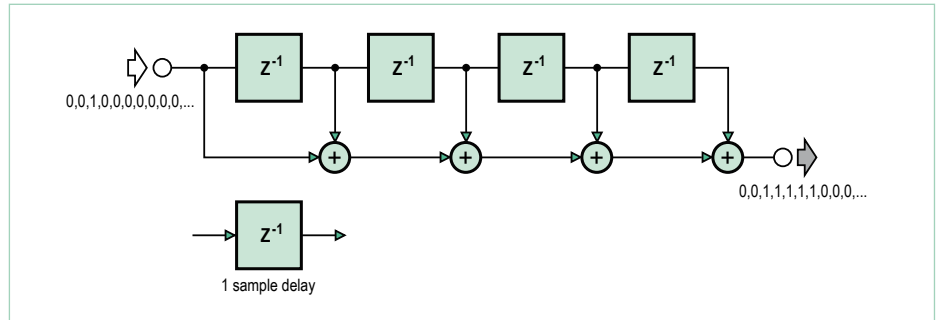 Z-1 Z-1 Z-1 Z-1
0,0,1,0,0,0,0,0,0,0,...
+ + + +
0,0,1,1,1,1,1,0,0,0,...
Z-1
1 sample delay